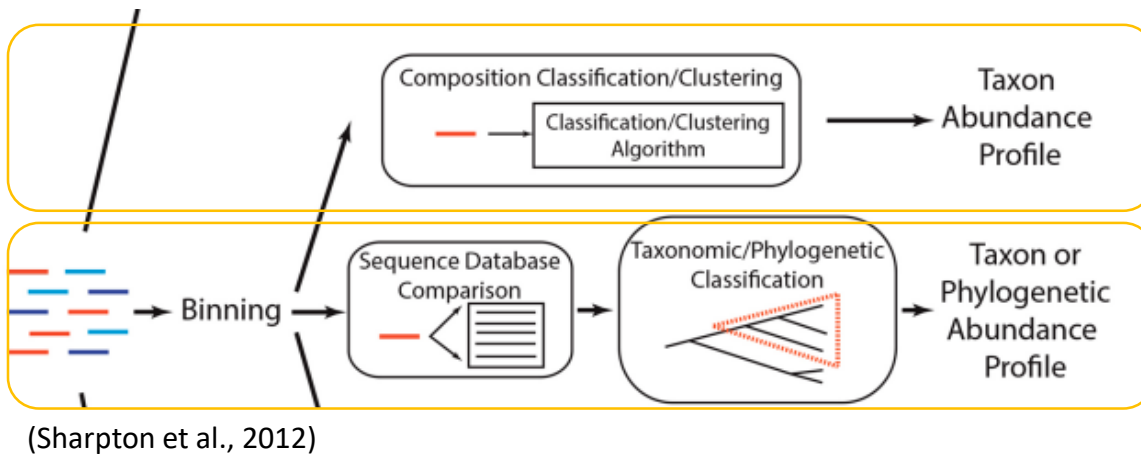 Composition Classification/Clustering
Classification/Clustering
Algorithm
Taxon
Abundance
Profile
Binning
Sequence Database
Comparison
Taxonomic/Phylogenetic
Classification
Taxon or
Phylogenetic
Abundance
Profile
(Sharpton et al., 2012)